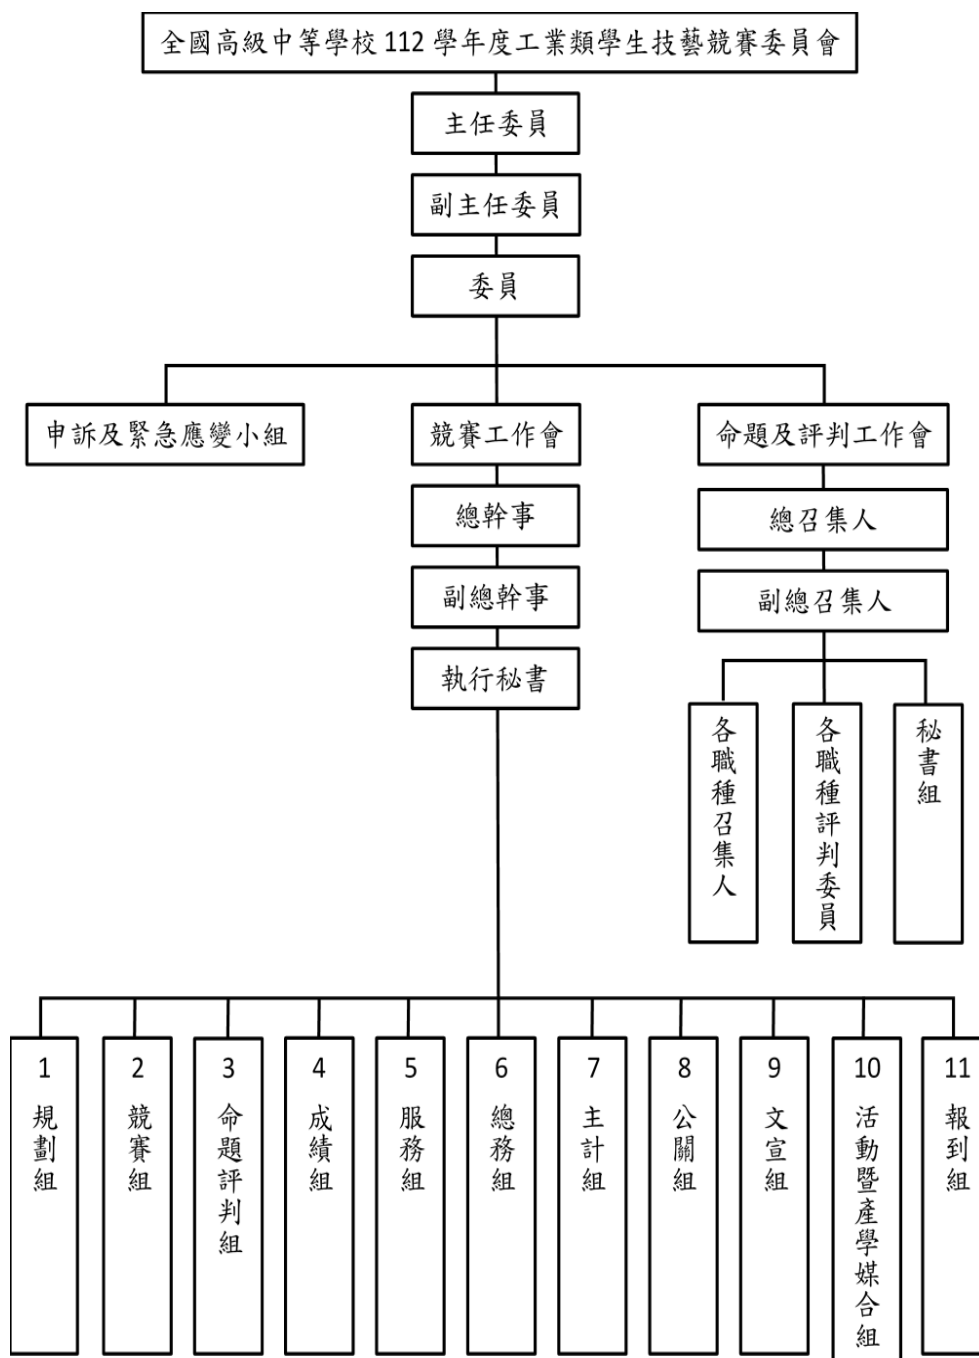 全國高級中等學校 112 學年度工業類學生技藝競賽委員會
主任委員
副主任委員
委員
申訴及緊急應變小組
競賽工作會
命題及評判工作會
總幹事
總召集人
副總幹事
副總召集人
執行秘書
各職種召集人
各職種評判委員
秘書組
1
規劃組
2
競賽組
3
命題評判組
4
成績組
5
服務組
6
總務組
7
主計組
8
公關組
9
文宣組
10
活動暨產學媒合組
11
報到組